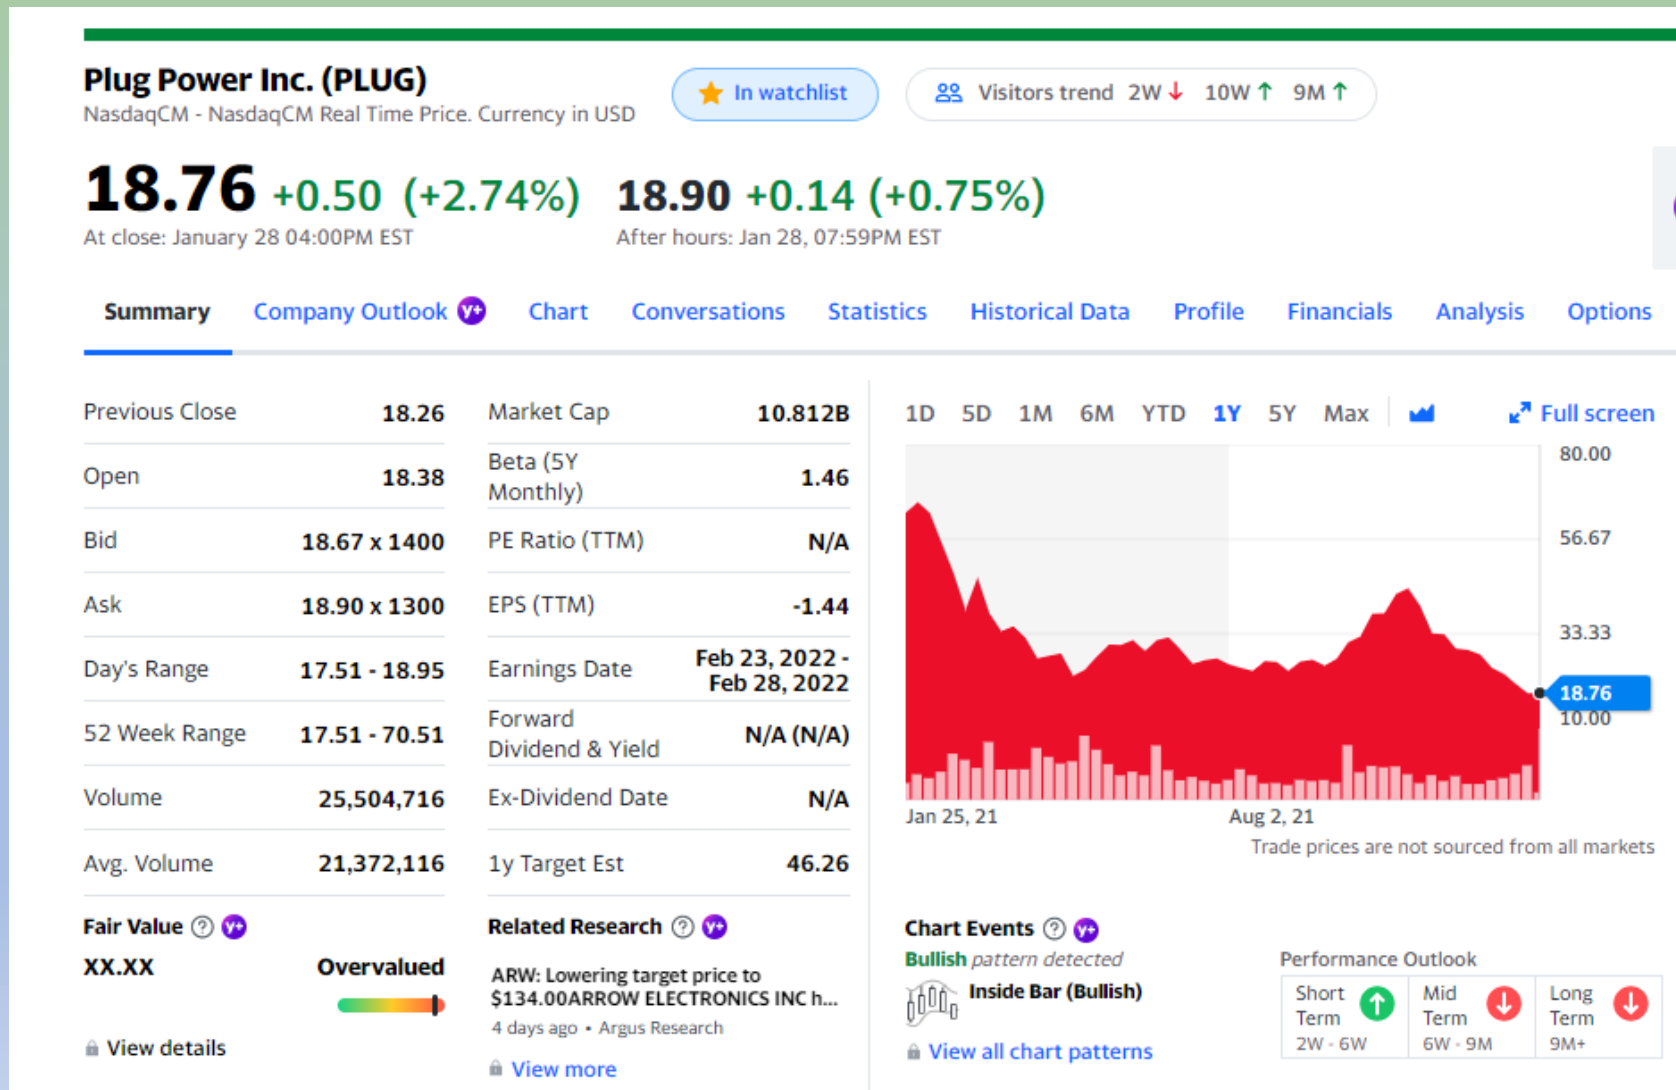 Plug Power Inc. (PLUG)
NasdaqCM - NasdaqCM Real Time Price. Currency in USD
In watchlist
Visitors trend 2W ↓ 10W ↑ 9M ↑
18.76 +0.50 (+2.74%)
At close: January 28 04:00PM EST
18.90 +0.14 (+0.75%)
After hours: Jan 28, 07:59PM EST
Summary Company Outlook Y+ Chart Conversations Statistics Historical Data Profile Financials Analysis Options
Previous Close 18.26
Open 18.38
Bid 18.67 x 1400
Ask 18.90 x 1300
Day's Range 17.51 - 18.95
52 Week Range 17.51 - 70.51
Volume 25,504,716
Avg. Volume 21,372,116
Market Cap 10.812B
Beta (5Y
Monthly) 1.46
PE Ratio (TTM) N/A
EPS (TTM) -1.44
Earnings Date Feb 23, 2022 -
Feb 28, 2022
Forward
Dividend & Yield N/A (N/A)
Ex-Dividend Date N/A
1y Target Est 46.26
1D 5D 1M 6M YTD 1Y 5Y Max
Full screen
80.00
56.67
33.33
18.76
10.00
Jan 25, 21 Aug 2, 21
Trade prices are not sourced from all markets
Fair Value ? Y+
XX.XX Overvalued
View details
Related Research ? Y+
ARW: Lowering target price to
$134.00ARROW ELECTRONICS INC h...
4 days ago • Argus Research
View more
Chart Events ? Y+
Bullish pattern detected
Inside Bar (Bullish)
View all chart patterns
Performance Outlook
Short
Term
2W - 6W
Mid
Term
6W - 9M
Long
Term
9M+